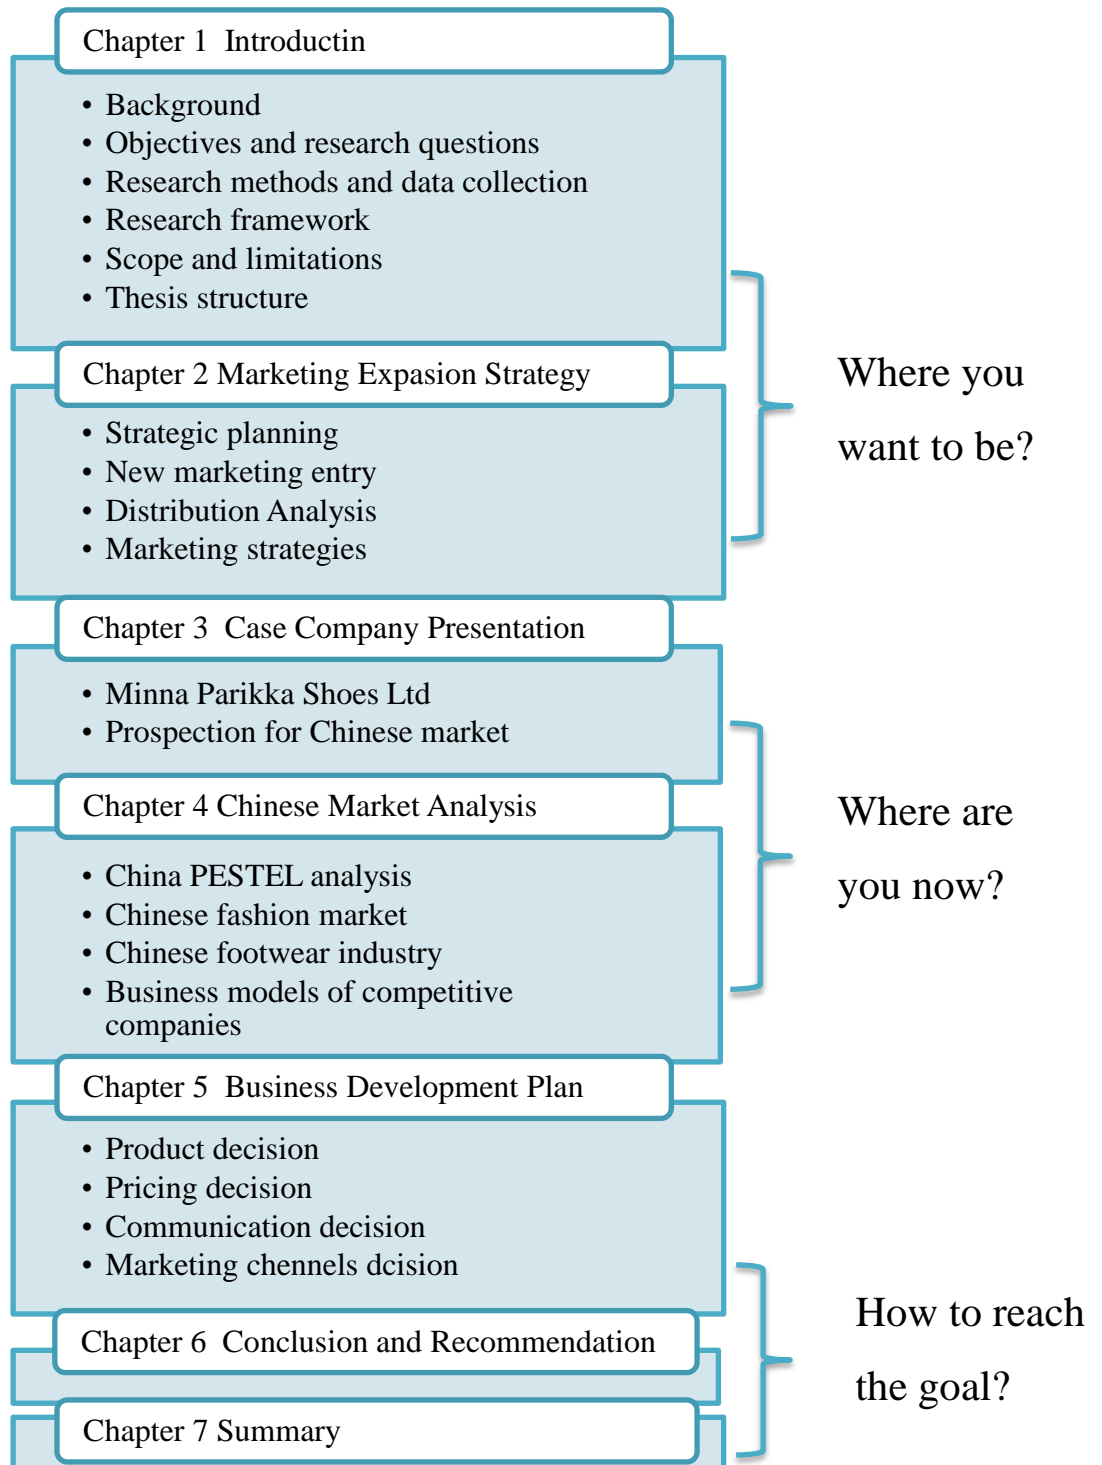 Chapter 1  Introductin
• Background
• Objectives and research questions
• Research methods and data collection
• Research framework
• Scope and limitations
• Thesis structure
Chapter 2 Marketing Expasion Strategy
• Strategic planning
• New marketing entry
• Distribution Analysis
• Marketing strategies
Where you
want to be?
Chapter 3  Case Company Presentation
• Minna Parikka Shoes Ltd
• Prospection for Chinese market
Chapter 4 Chinese Market Analysis
• China PESTEL analysis
• Chinese fashion market
• Chinese footwear industry
• Business models of competitive
companies
Where are
you now?
Chapter 5  Business Development Plan
• Product decision
• Pricing decision
• Communication decision
• Marketing chennels dcision
Chapter 6  Conclusion and Recommendation
Chapter 7 Summary
How to reach
the goal?